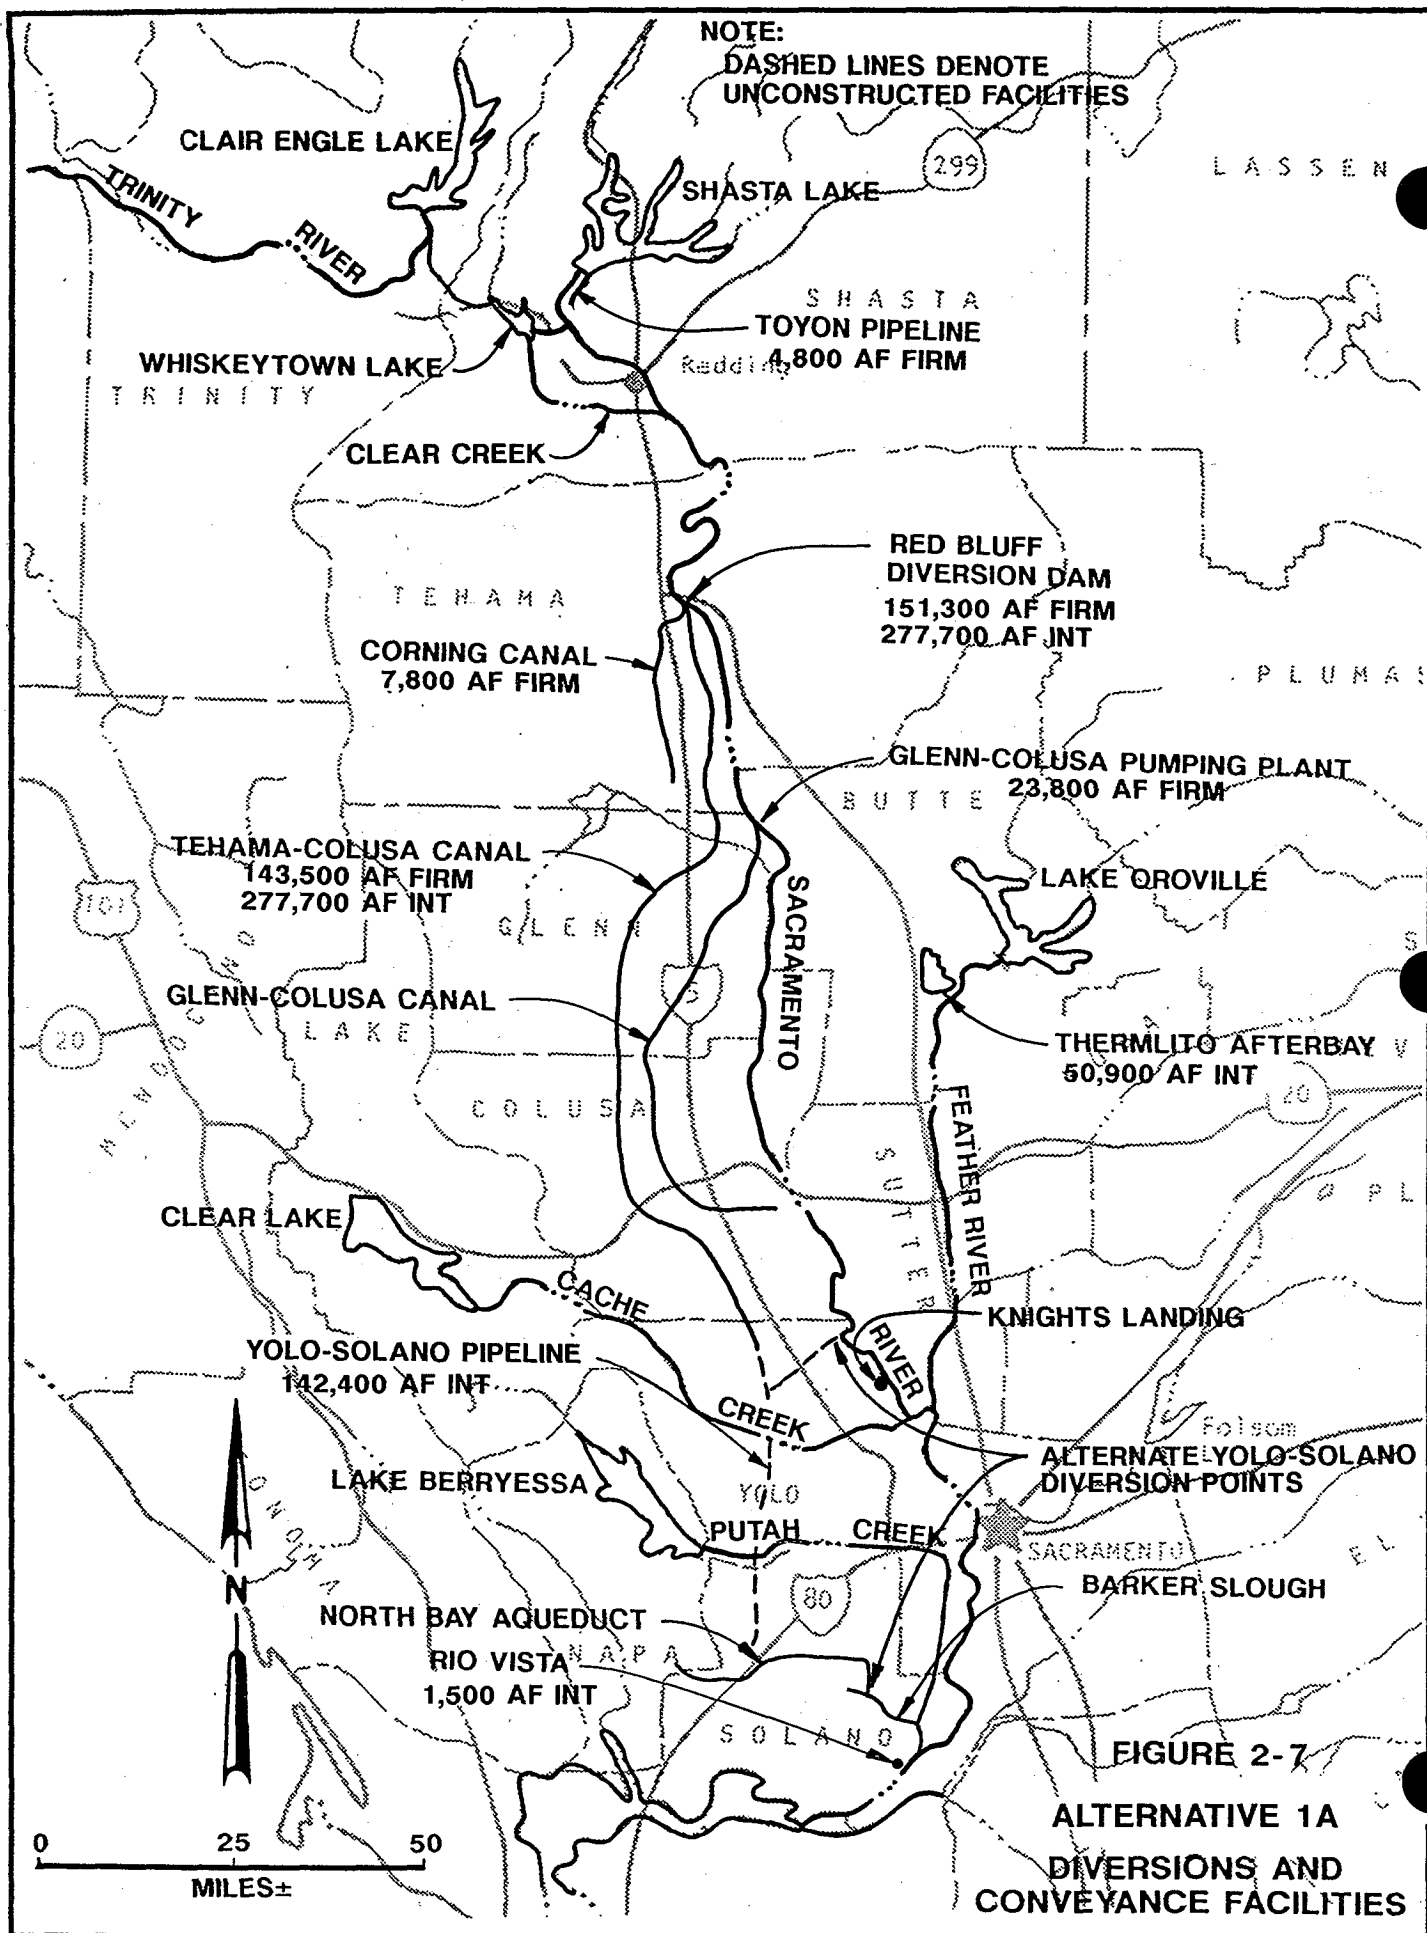 NOTE:
DASHED LINES DENOTE
UNCONSTRUCTED FACILITIES
CLAIR ENGLE LAKE
299
LASSEN
TRINITY
RIVER
SHASTA LAKE
SHASTA
TOYON PIPELINE
4,800 AF FIRM
WHISKEYTOWN LAKE
Redding
TRINITY
CLEAR CREEK
RED BLUFF
DIVERSION DAM
151,300 AF FIRM
277,700 AF INT
TEHAMA
CORNING CANAL
7,800 AF FIRM
PLUMAS
GLENN-COLUSA PUMPING PLANT
23,800 AF FIRM
BUTTE
TEHAMA-COLUSA CANAL
143,500 AF FIRM
277,700 AF INT
LAKE OROVILLE
101
GLENN
SACRAMENTO
GLENN-COLUSA CANAL
5
20
LAKE
MENDOCINO
THERMLITO AFTERBAY
50,900 AF INT
20
COLUSA
FEATHER RIVER
SUTTER
PL
CLEAR LAKE
CACHE
KNIGHTS LANDING
RIVER
YOLO-SOLANO PIPELINE
142,400 AF INT
CREEK
Folsom
ALTERNATE YOLO-SOLANO
DIVERSION POINTS
LAKE BERRYESSA
YOLO
SONOMA
PUTAH CREEK
SACRAMENTO
EL
N
80
BARKER SLOUGH
NORTH BAY AQUEDUCT
NAPA
RIO VISTA
1,500 AF INT
SOLANO
FIGURE 2-7
ALTERNATIVE 1A
DIVERSIONS AND
CONVEYANCE FACILITIES
0 25 50
MILES±